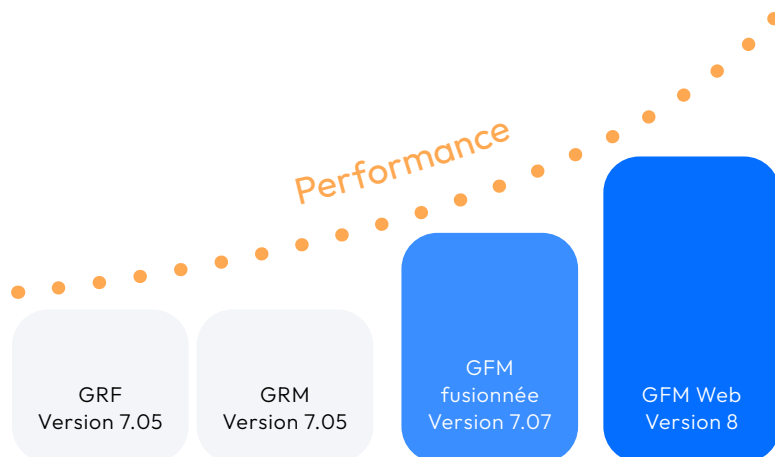 Performance
GRF
Version 7.05
GRM
Version 7.05
GFM
fusionnée
Version 7.07
GFM Web
Version 8